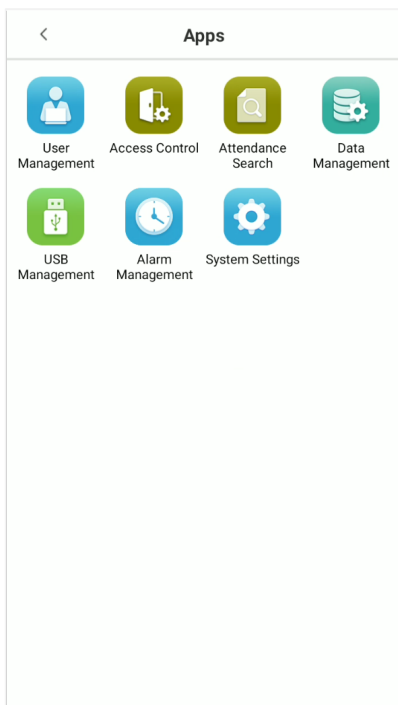 Apps
User
Management
Access Control
Attendance
Search
Data
Management
USB
Management
Alarm
Management
System Settings